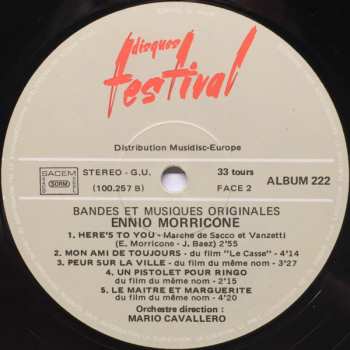 disques
festival
Distribution Musidisc-Europe
SACEM
SDRM
STEREO - G.U.
(100.257 B)
33 tours
FACE 2
ALBUM 222
BANDES ET MUSIQUES ORIGINALES
ENNIO MORRICONE
1. HERE'S TO YOU - Marche de Sacco et Vanzetti
(E. Morricone - J. Baez) 2'55
2. MON AMI DE TOUJOURS - du film "Le Casse" - 4'14
3. PEUR SUR LA VILLE - du film du même nom - 3'27
4. UN PISTOLET POUR RINGO
du film du même nom - 2'15
5. LE MAITRE ET MARGUERITE
du film du même nom - 4'20
Orchestre direction :
MARIO CAVALLERO